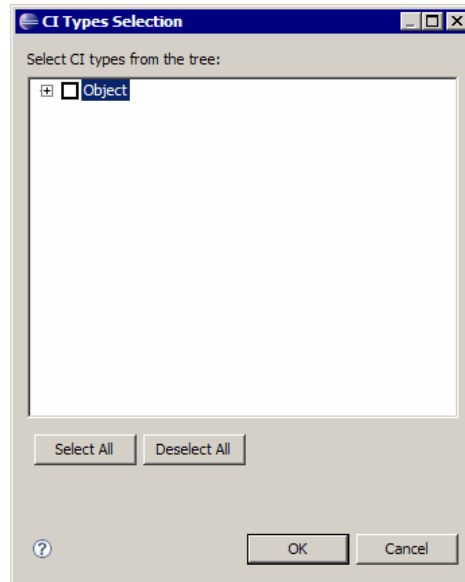 CI Types Selection
Select CI types from the tree:
Object
Select All Deselect All
? OK Cancel